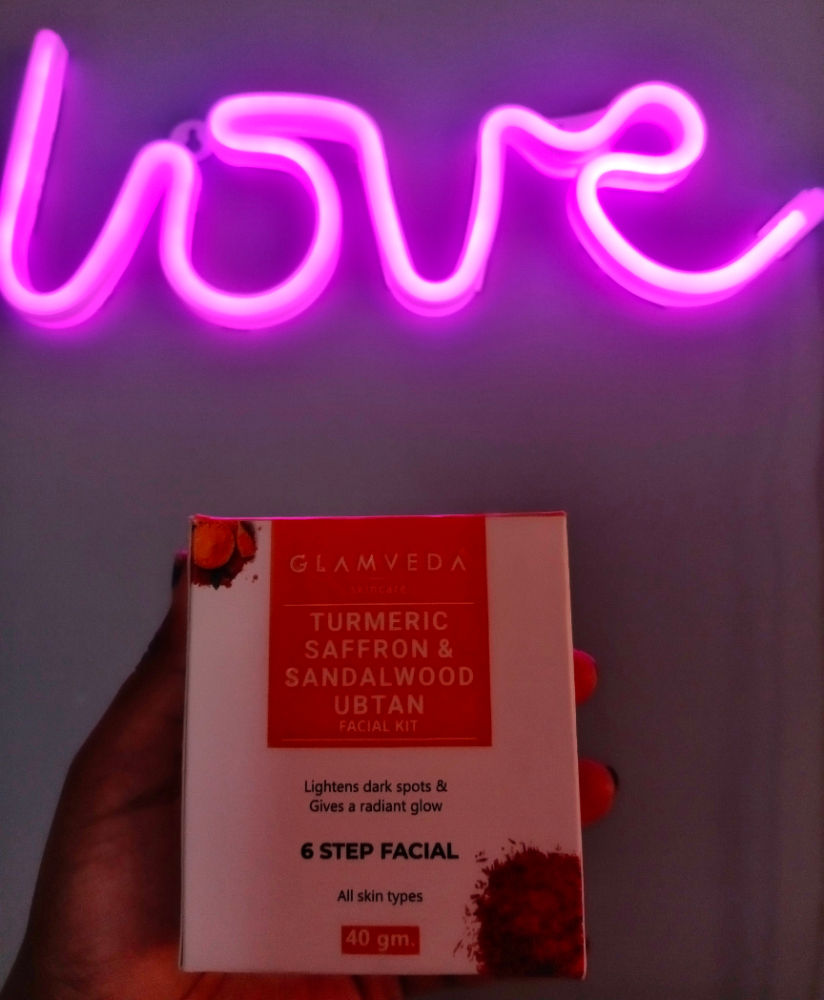 love
GLAMVEDA
skincare
TURMERIC
SAFFRON &
SANDALWOOD
UBTAN
FACIAL KIT
Lightens dark spots &
Gives a radiant glow
6 STEP FACIAL
All skin types
40 gm.